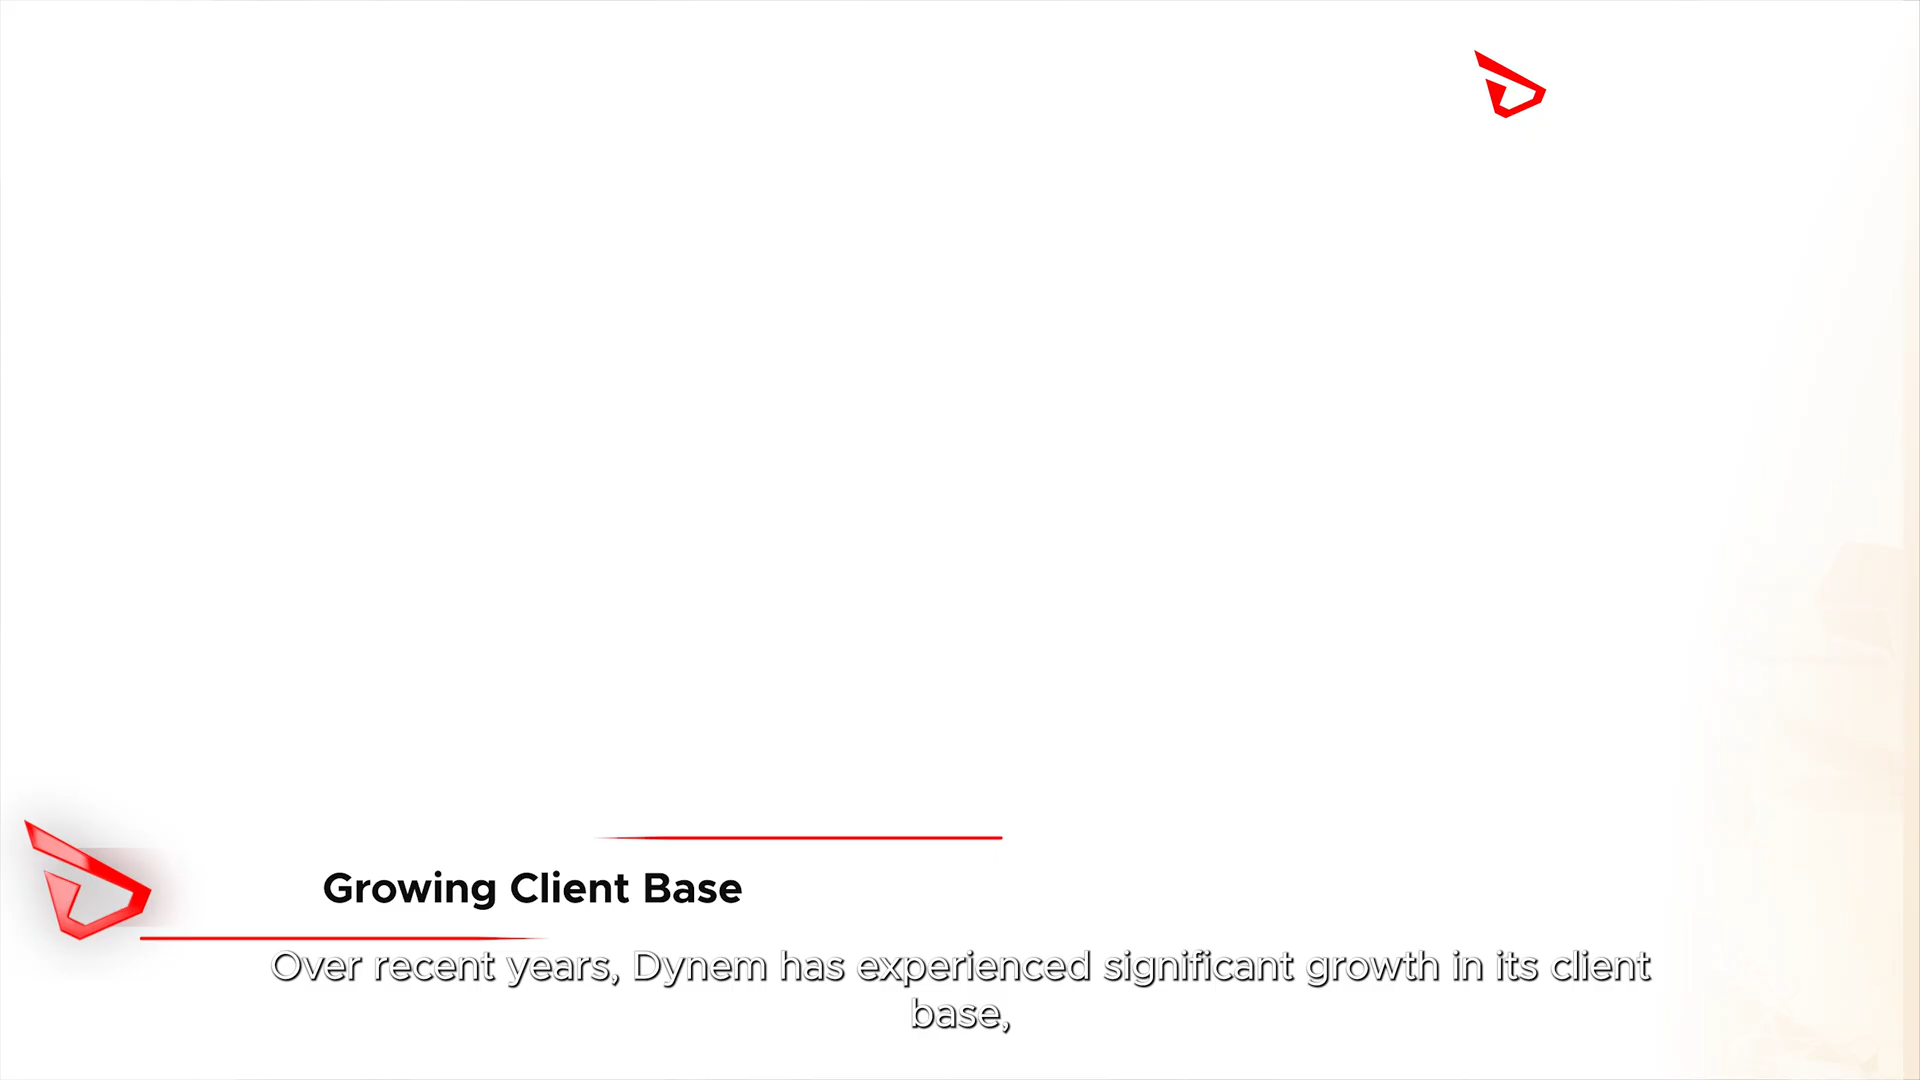 Growing Client Base
Over recent years, Dynem has experienced significant growth in its client
base,